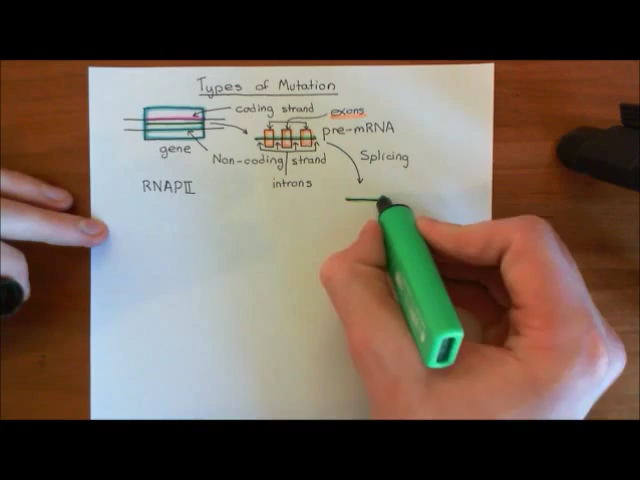 Types of Mutation
coding strand
exons
pre-mRNA
gene
Non-coding strand
Splicing
RNAPII
introns